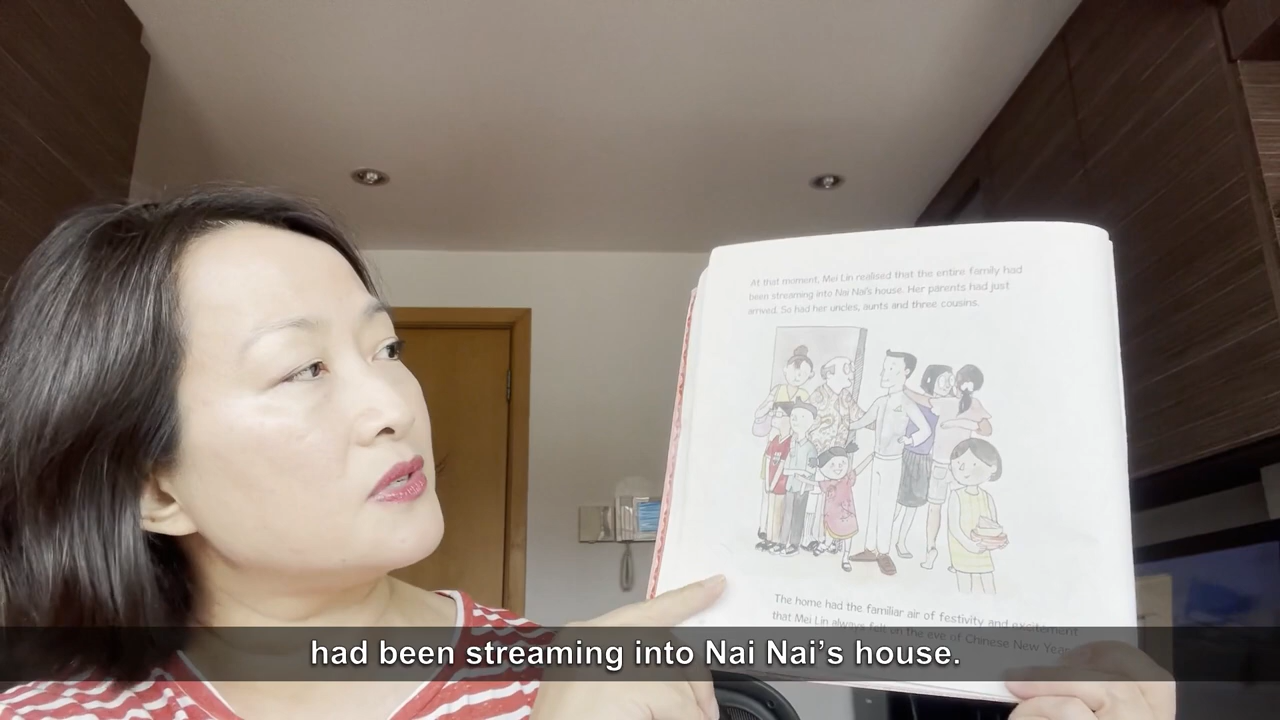 At that moment, Mei Lin realised that the entire family had
been streaming into Nai Nai's house. Her parents had just
arrived. So had her uncles, aunts and three cousins.
The home had the familiar air of festivity and excitement
that Mei Lin always felt on the eve of Chinese New Year.
had been streaming into Nai Nai’s house.